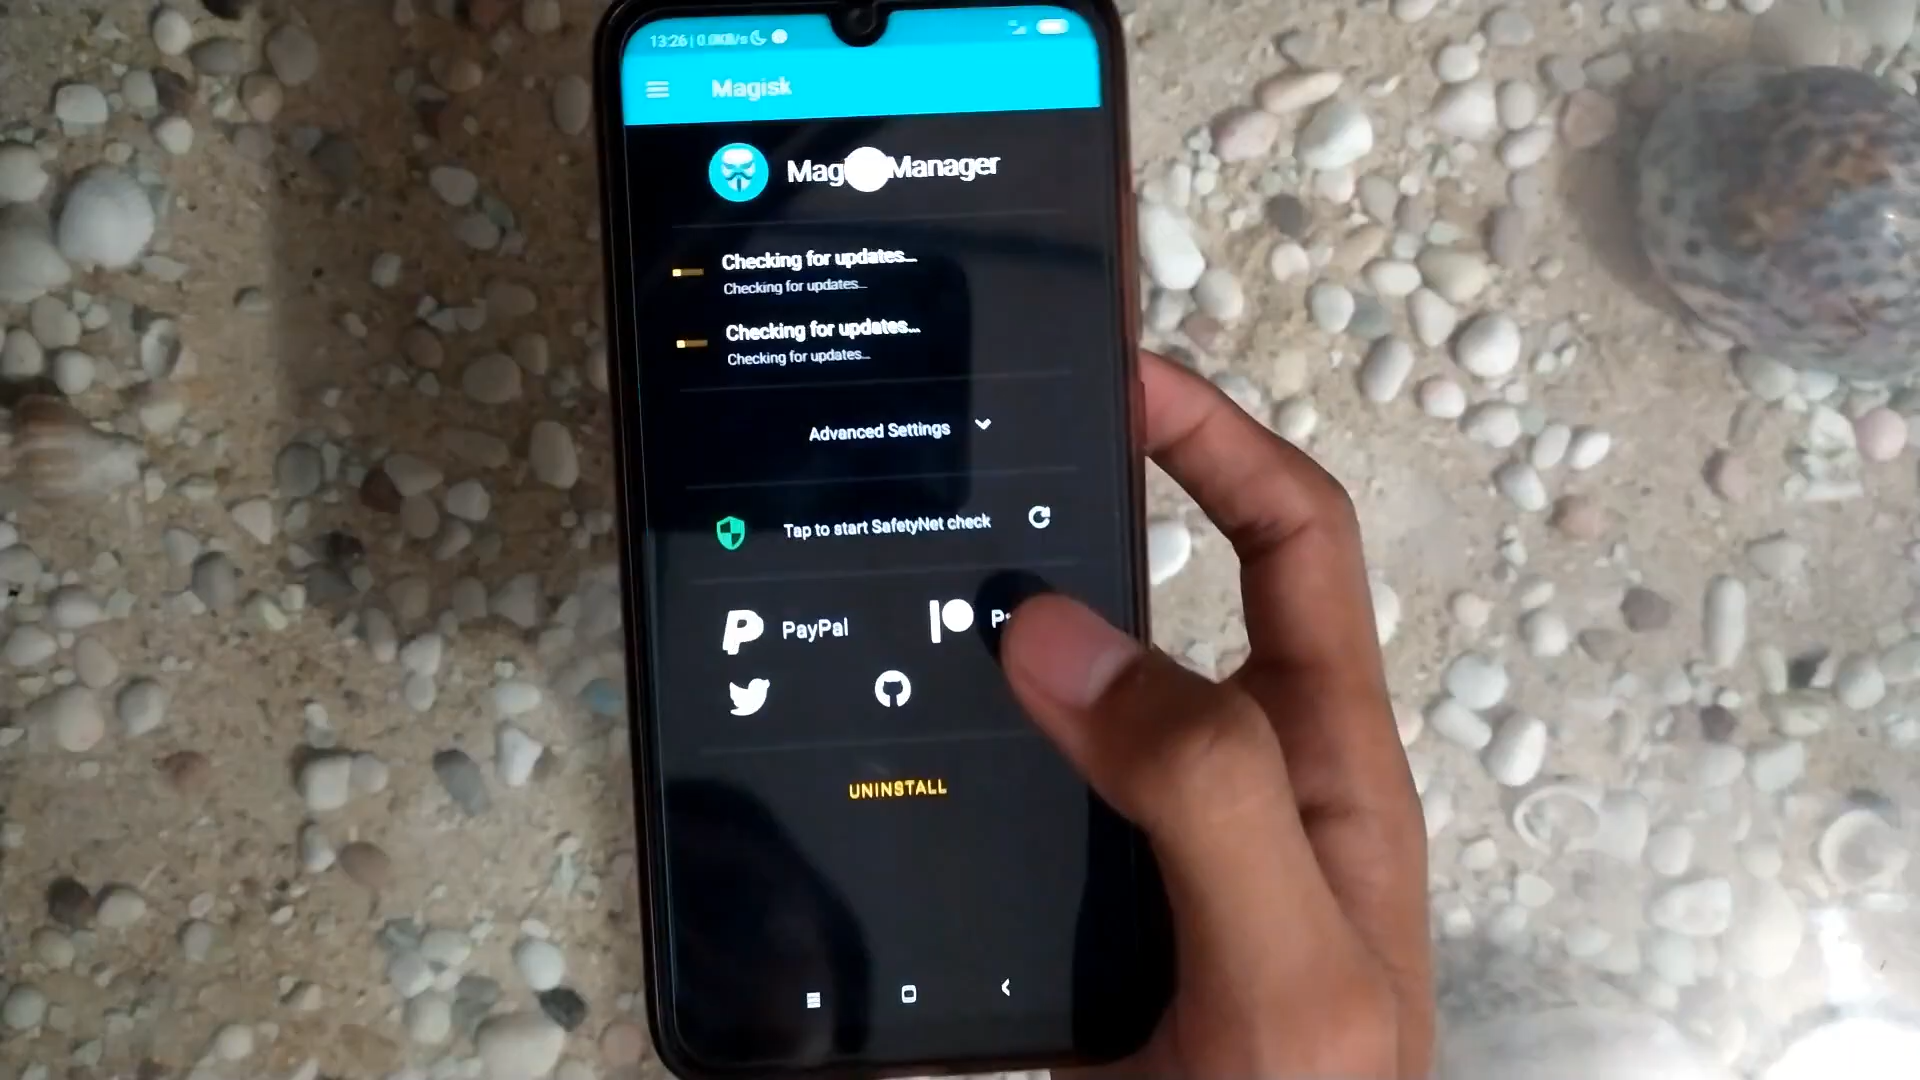 13:26 | 0.0KB/s
Magisk
Manager
Checking for updates...
Checking for updates...
Checking for updates...
Checking for updates...
Advanced Settings
Tap to start SafetyNet check
PayPal
UNINSTALL